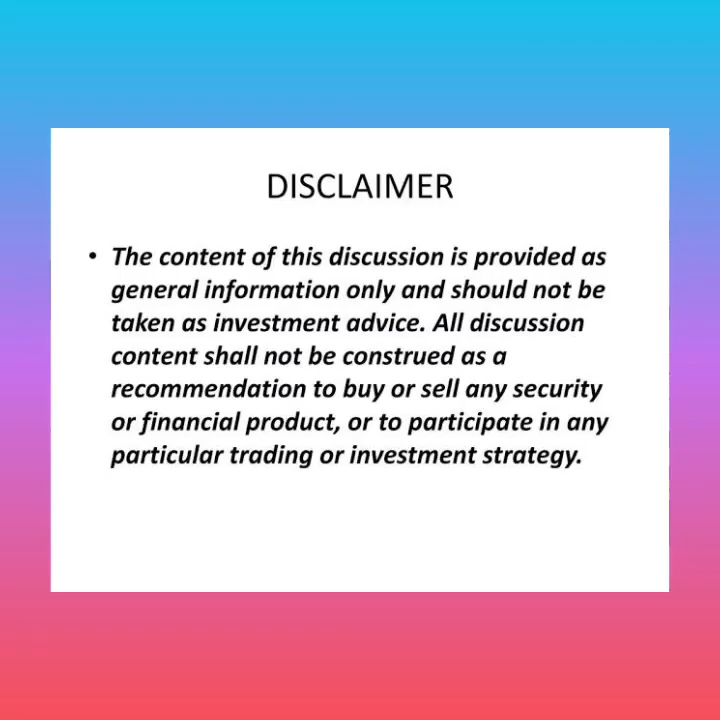 DISCLAIMER
• The content of this discussion is provided as
general information only and should not be
taken as investment advice. All discussion
content shall not be construed as a
recommendation to buy or sell any security
or financial product, or to participate in any
particular trading or investment strategy.